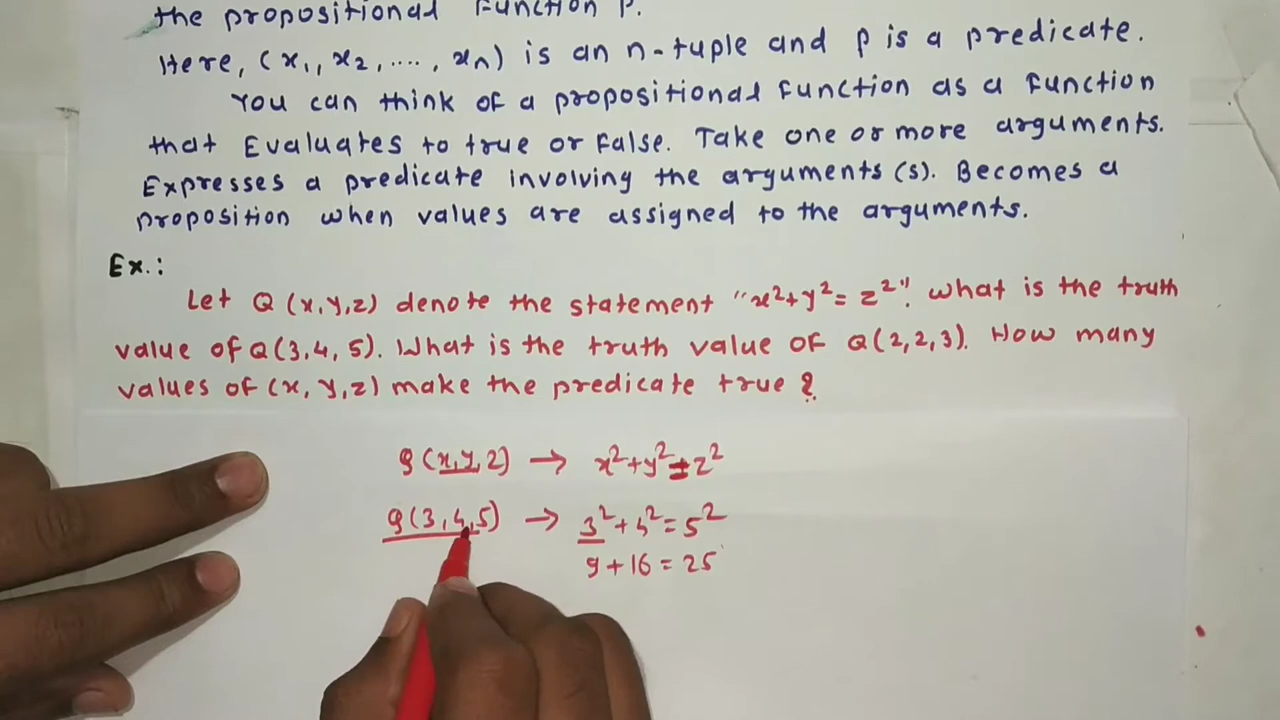 the propositional function P.
Here, (x1, x2, ...., xn) is an n-tuple and P is a predicate.
You can think of a propositional function as a function
that Evaluates to true or False. Take one or more arguments.
Expresses a predicate involving the arguments(s). Becomes a
proposition when values are assigned to the arguments.
Ex.:
Let Q(x,y,z) denote the statement "x²+y²=z²". What is the truth
value of Q(3,4,5). What is the truth value of Q(2,2,3). How many
values of (x, y, z) make the predicate true?
Q(x,y,z) → x²+y²=z²
Q(3,4,5) → 3²+4²=5²
9+16=25